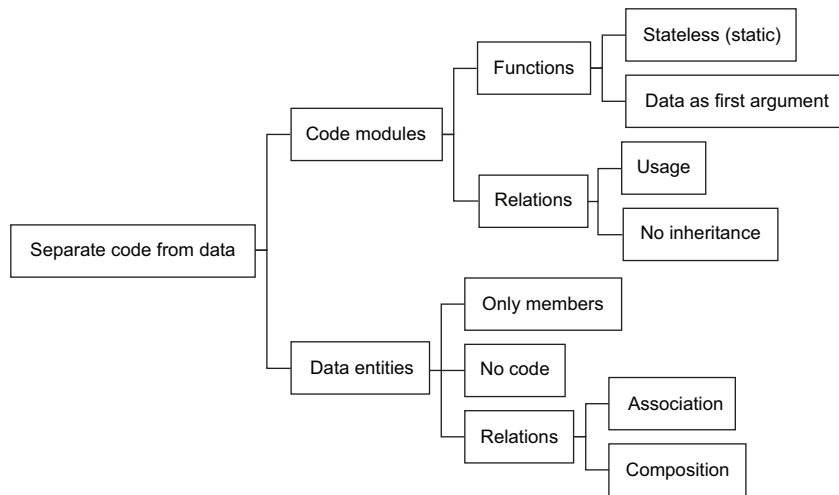 Separate code from data
Code modules
Functions
Stateless (static)
Data as first argument
Relations
Usage
No inheritance
Data entities
Only members
No code
Relations
Association
Composition